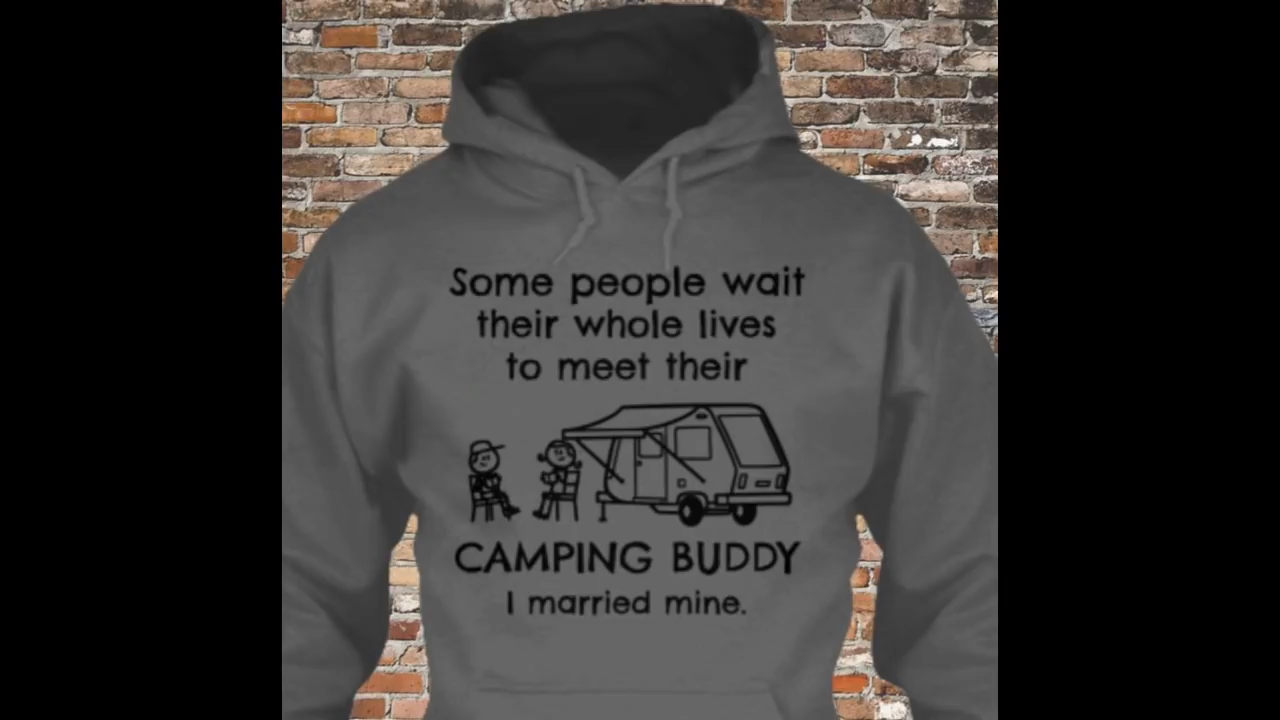 Some people wait
their whole lives
to meet their
CAMPING BUDDY
I married mine.